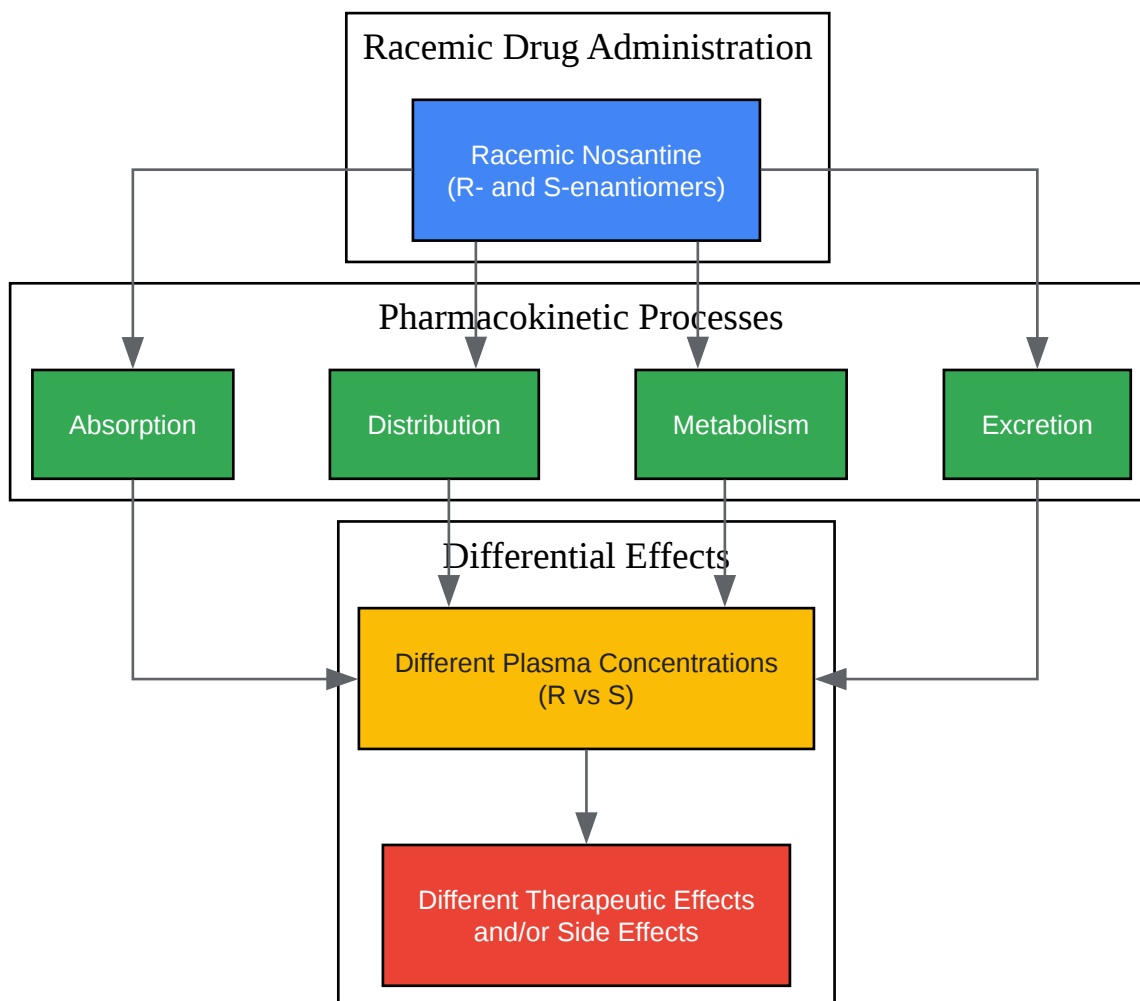 Racemic Drug Administration
Racemic Nosantine
(R- and S-enantiomers)
Pharmacokinetic Processes
Absorption
Distribution
Metabolism
Excretion
Differential Effects
Different Plasma Concentrations
(R vs S)
Different Therapeutic Effects
and/or Side Effects